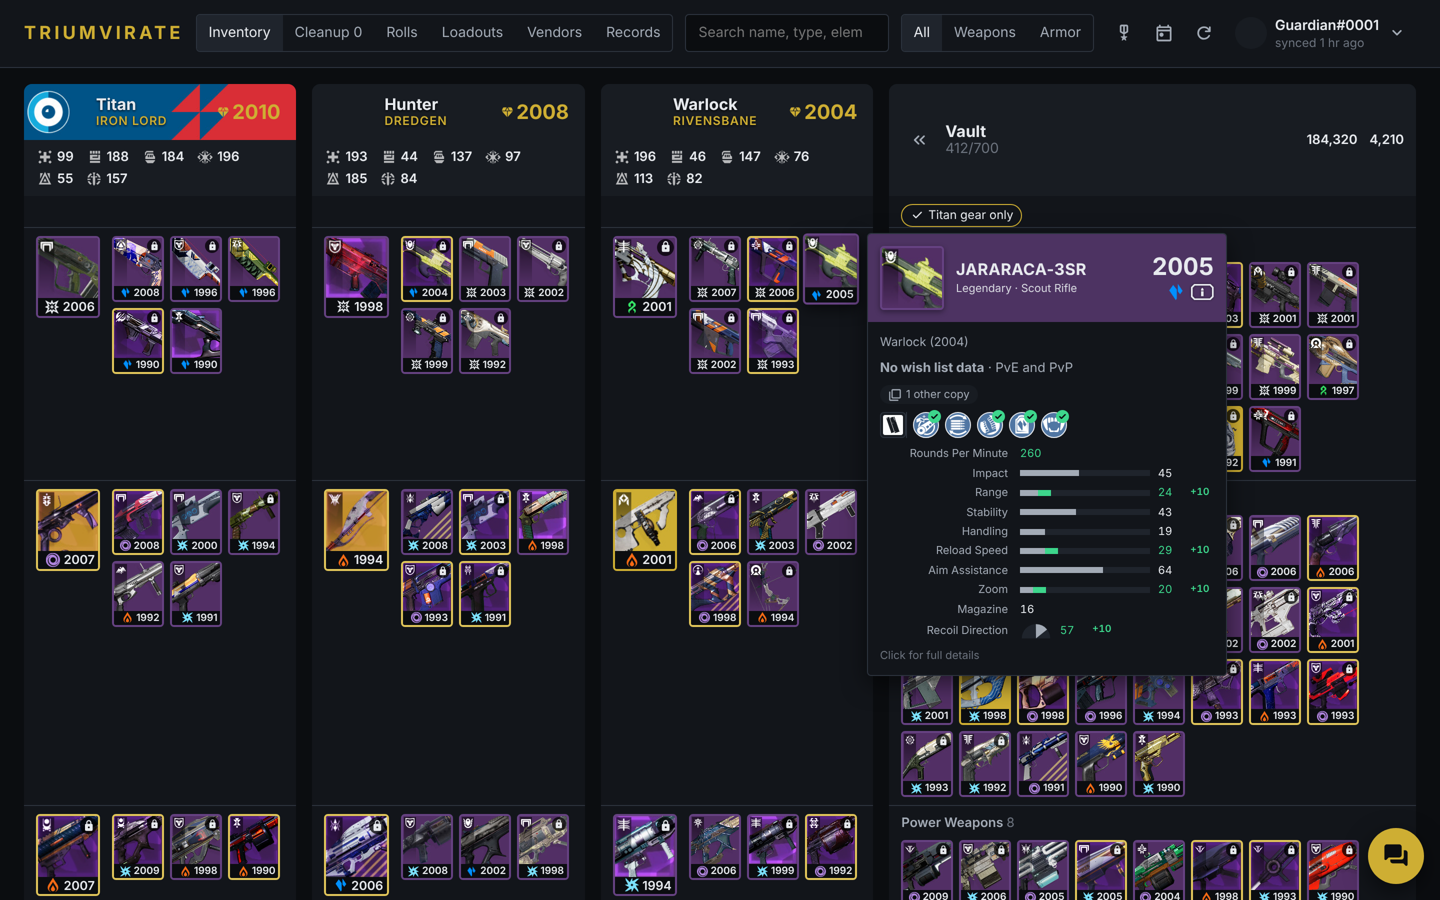 TRIUMVIRATE
Inventory Cleanup 0 Rolls Loadouts Vendors Records
Search name, type, elem
All Weapons Armor
Guardian#0001
synced 1 hr ago
Titan
IRON LORD
2010
99 188 184 196
55 157
Hunter
DREDGEN
2008
193 44 137 97
185 84
Warlock
RIVENSBANE
2004
196 46 147 76
113 82
Vault
412/700
184,320 4,210
Titan gear only
2006 2008 1996 1996
1990 1990
1998 2004 2003 2002
1999 1992
2001 2007 2006 2005
2002 1993
JARARACA-3SR
Legendary · Scout Rifle
2005
Warlock (2004)
No wish list data · PvE and PvP
1 other copy
Rounds Per Minute 260
Impact 45
Range 24 +10
Stability 43
Handling 19
Reload Speed 29 +10
Aim Assistance 64
Zoom 20 +10
Magazine 16
Recoil Direction 57 +10
Click for full details
03 2001 2001
99 1999 1997
92 1991
2007 2008 2000 1994
1992 1991
1994 2008 2003 1998
1993 1991
2001 2006 2003 2002
1998 1994
06 2006 2006
02 2002 2001
2001 1998 1998 1996 1994 1993 1993 1993
1993 1992 1991 1990 1990
Power Weapons 8
2007 2009 1998 1990
2006 2008 2002 1998
1994 2006 1999 1992
2009 2006 2005 2005 2004 1998 1993 1990